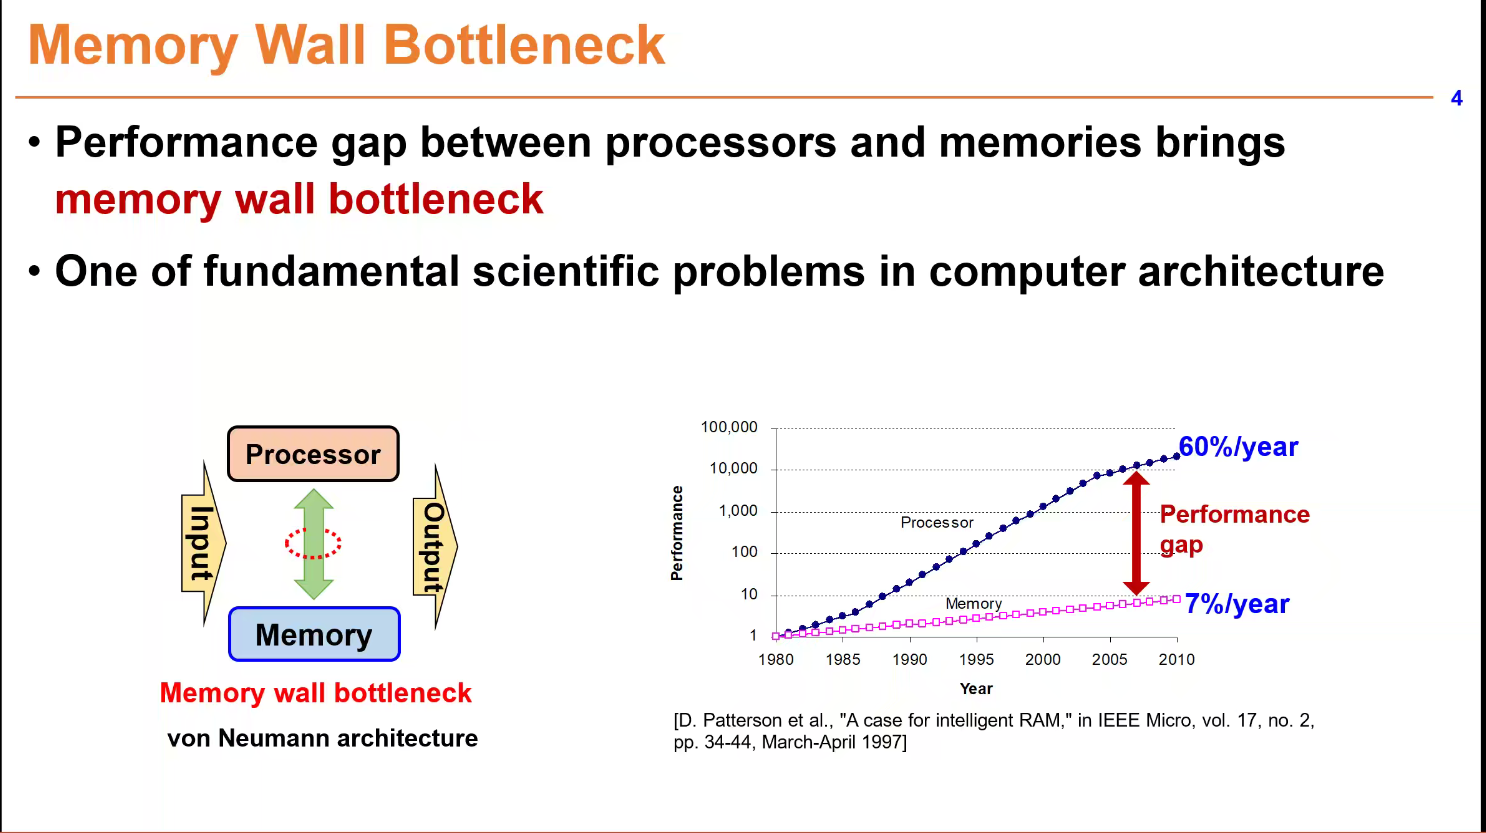 Memory Wall Bottleneck
4
• Performance gap between processors and memories brings
memory wall bottleneck
• One of fundamental scientific problems in computer architecture
Processor
Input
Output
Memory
Memory wall bottleneck
von Neumann architecture
100,000
10,000
1,000
100
10
1
Performance
Processor
Memory
60%/year
Performance
gap
7%/year
1980 1985 1990 1995 2000 2005 2010
Year
[D. Patterson et al., "A case for intelligent RAM," in IEEE Micro, vol. 17, no. 2,
pp. 34-44, March-April 1997]